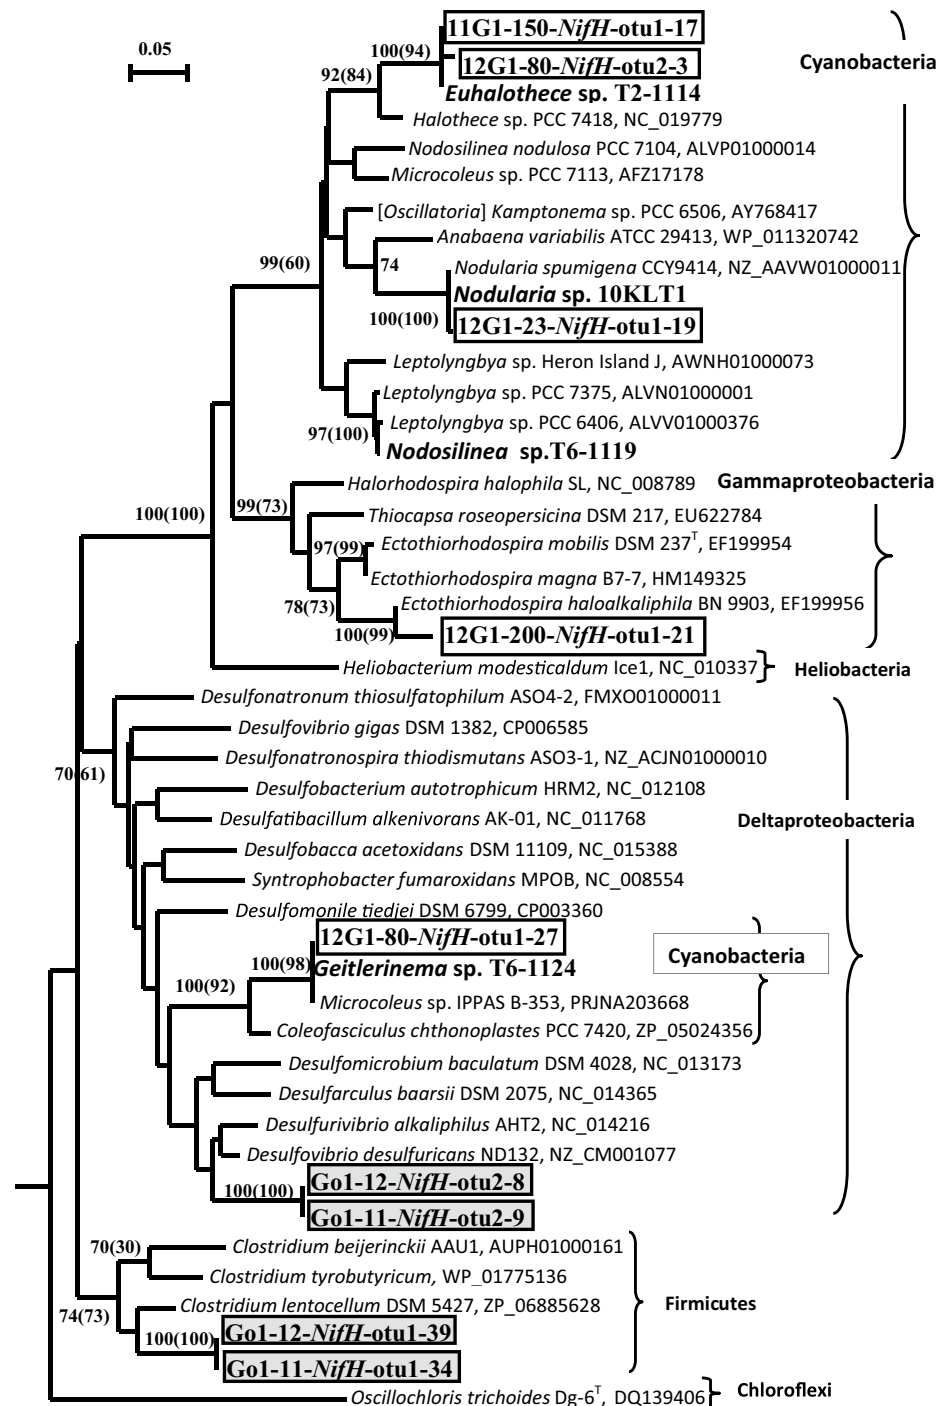 11G1-150-NifH-otu1-17
0.05
100(94)
Cyanobacteria
12G1-80-NifH-otu2-3
92(84)
Euhalothece sp. T2-1114
Halothece sp. PCC 7418, NC_019779
Nodosilinea nodulosa PCC 7104, ALVP01000014
Microcoleus sp. PCC 7113, AFZ17178
[Oscillatoria] Kamptonema sp. PCC 6506, AY768417
Anabaena variabilis ATCC 29413, WP_011320742
99(60)
74
Nodularia spumigena CCY9414, NZ_AAVW01000011
Nodularia sp. 10KLT1
100(100)
12G1-23-NifH-otu1-19
Leptolyngbya sp. Heron Island J, AWNH01000073
Leptolyngbya sp. PCC 7375, ALVN01000001
Leptolyngbya sp. PCC 6406, ALVV01000376
97(100)
Nodosilinea sp.T6-1119
Halorhodospira halophila SL, NC_008789
Gammaproteobacteria
99(73)
100(100)
Thiocapsa roseopersicina DSM 217, EU622784
97(99)
Ectothiorhodospira mobilis DSM 237T, EF199954
Ectothiorhodospira magna B7-7, HM149325
78(73)
Ectothiorhodospira haloalkaliphila BN 9903, EF199956
100(99)
12G1-200-NifH-otu1-21
Heliobacterium modesticaldum Ice1, NC_010337
Heliobacteria
Desulfonatronum thiosulfatophilum ASO4-2, FMXO01000011
Desulfovibrio gigas DSM 1382, CP006585
Desulfonatronospira thiodismutans ASO3-1, NZ_ACJN01000010
70(61)
Desulfobacterium autotrophicum HRM2, NC_012108
Desulfatibacillum alkenivorans AK-01, NC_011768
Deltaproteobacteria
Desulfobacca acetoxidans DSM 11109, NC_015388
Syntrophobacter fumaroxidans MPOB, NC_008554
Desulfomonile tiedjei DSM 6799, CP003360
12G1-80-NifH-otu1-27
Cyanobacteria
100(98)
Geitlerinema sp. T6-1124
100(92)
Microcoleus sp. IPPAS B-353, PRJNA203668
Coleofasciculus chthonoplastes PCC 7420, ZP_05024356
Desulfomicrobium baculatum DSM 4028, NC_013173
Desulfarculus baarsii DSM 2075, NC_014365
Desulfurivibrio alkaliphilus AHT2, NC_014216
Desulfovibrio desulfuricans ND132, NZ_CM001077
100(100)
Go1-12-NifH-otu2-8
Go1-11-NifH-otu2-9
70(30)
Clostridium beijerinckii AAU1, AUPH01000161
Clostridium tyrobutyricum, WP_01775136
74(73)
Clostridium lentocellum DSM 5427, ZP_06885628
Firmicutes
100(100)
Go1-12-NifH-otu1-39
Go1-11-NifH-otu1-34
Oscillochloris trichoides Dg-6T, DQ139406
Chloroflexi